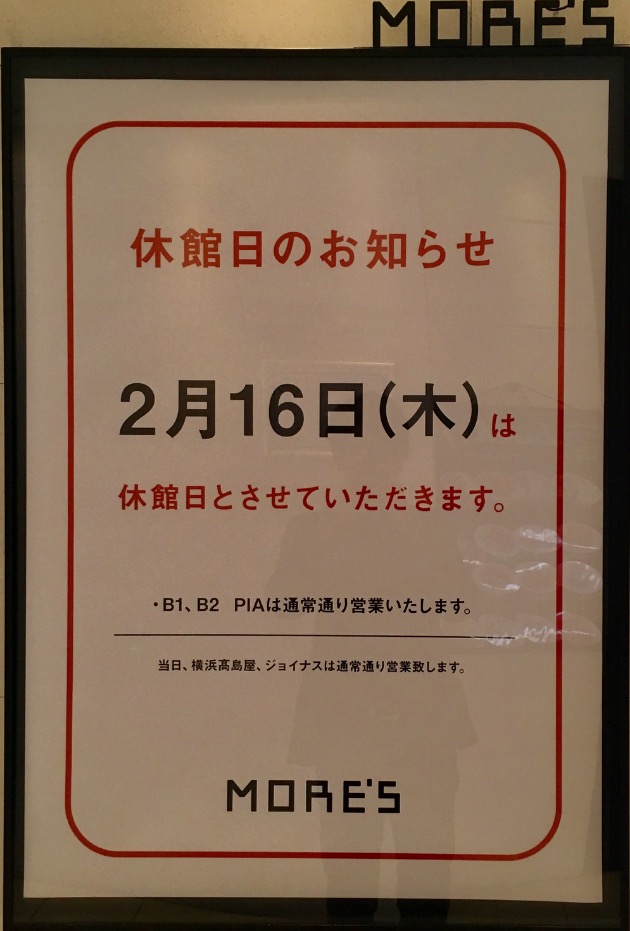 MORE'S
休館日のお知らせ
2月16日(木)は
休館日とさせていただきます。
・B1、B2 PIAは通常通り営業いたします。
当日、横浜髙島屋、ジョイナスは通常通り営業致します。
MORE'S